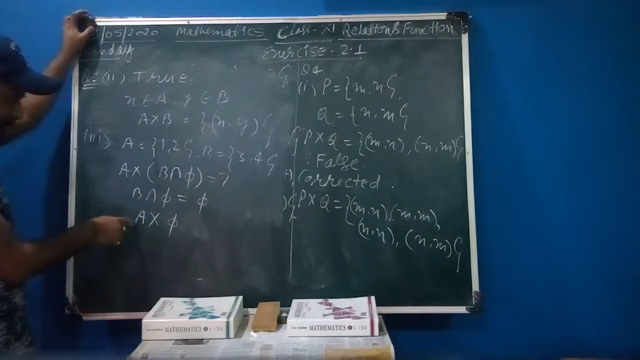 /05/2020 Mathematics Class-XI Relation & Function
Monday Exercise-2.1
(ii) True.
x ∈ A, y ∈ B
A×B = {(x, y)}
(iii) A = {1,2}, B = {3,4}
A×(B∩ϕ) = ?
B∩ϕ = ϕ
A×ϕ
Q4
(i) P = {m,n},
Q = {n,m}
P×Q = {(m,n),(n,m)}
False
Corrected.
P×Q = {(m,n),(m,m),
(n,n),(n,m)}
MATHEMATICS
MATHEMATICS